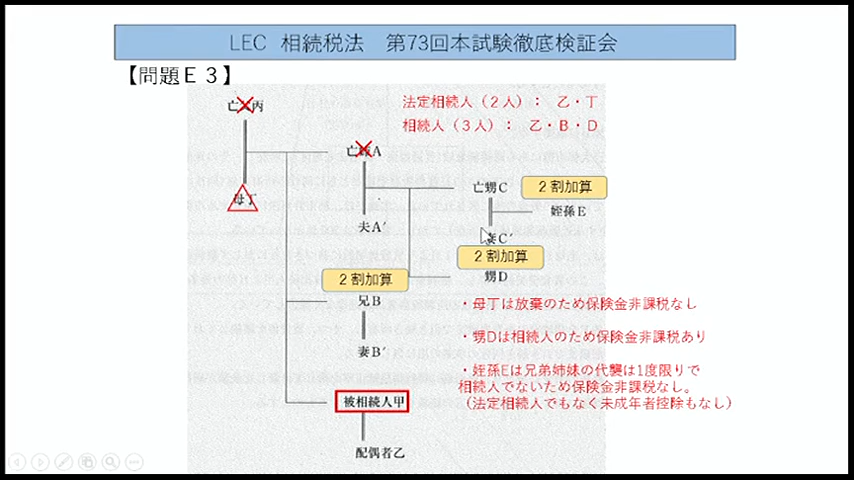 LEC 相続税法 第73回本試験徹底検証会
【問題E3】
法定相続人（2人）： 乙・丁
相続人（3人）： 乙・B・D
亡父丙
亡姉A
母丁
亡甥C
2割加算
姪孫E
夫A'
妻C'
2割加算
甥D
2割加算
兄B
妻B'
・母丁は放棄のため保険金非課税なし
・甥Dは相続人のため保険金非課税あり
・姪孫Eは兄弟姉妹の代襲は1度限りで
相続人でないため保険金非課税なし。
（法定相続人でもなく未成年者控除もなし）
被相続人甲
配偶者乙